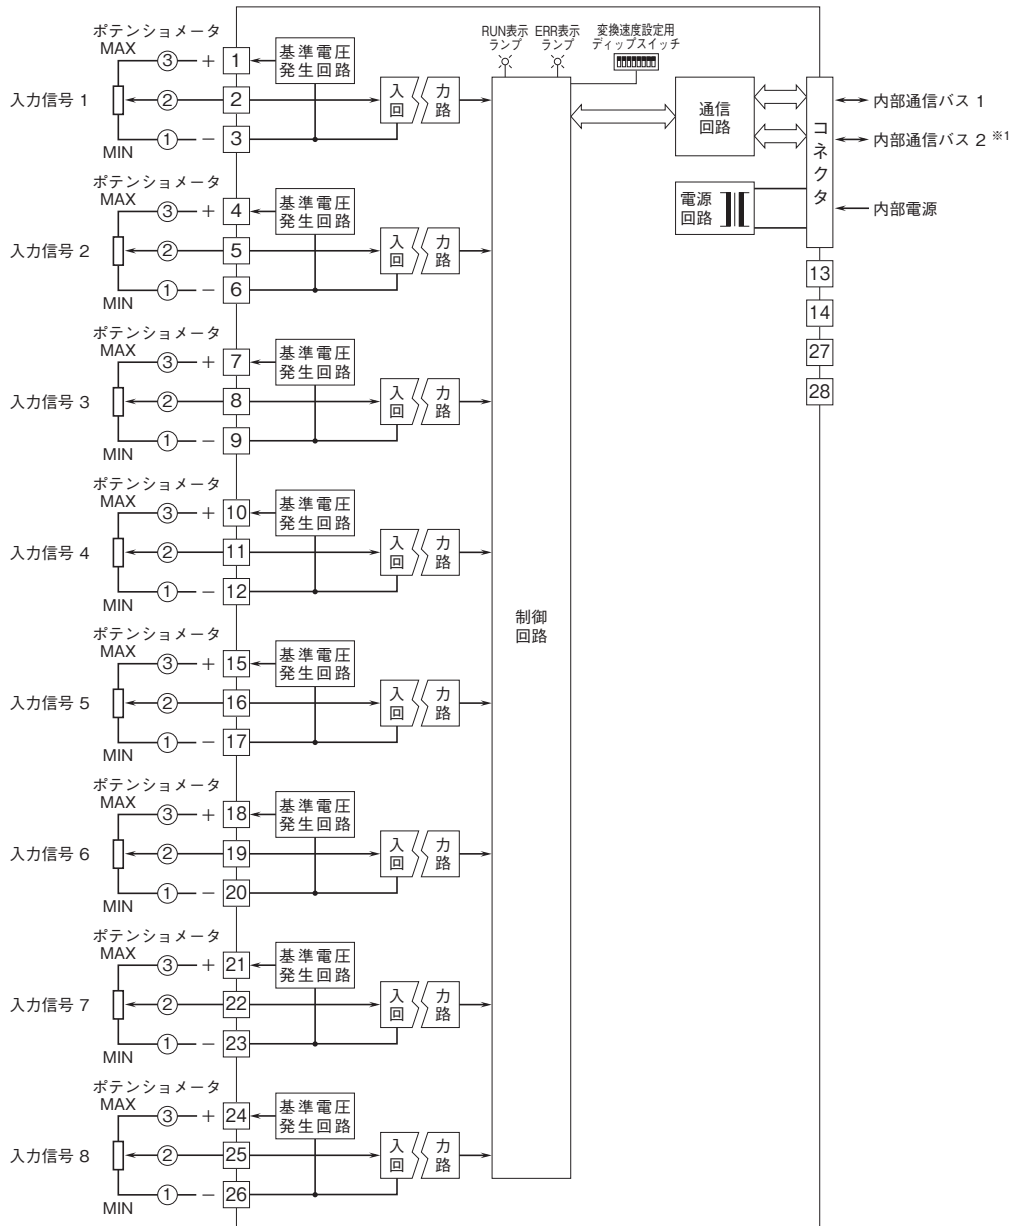 RUN表示
ランプ
ERR表示
ランプ
変換速度設定用
ディップスイッチ
ポテンショメータ
MAX
入力信号 1
MIN
③ + 1
② 2
① − 3
基準電圧
発生回路
入力
回路
ポテンショメータ
MAX
入力信号 2
MIN
③ + 4
② 5
① − 6
基準電圧
発生回路
入力
回路
ポテンショメータ
MAX
入力信号 3
MIN
③ + 7
② 8
① − 9
基準電圧
発生回路
入力
回路
ポテンショメータ
MAX
入力信号 4
MIN
③ + 10
② 11
① − 12
基準電圧
発生回路
入力
回路
ポテンショメータ
MAX
入力信号 5
MIN
③ + 15
② 16
① − 17
基準電圧
発生回路
入力
回路
ポテンショメータ
MAX
入力信号 6
MIN
③ + 18
② 19
① − 20
基準電圧
発生回路
入力
回路
ポテンショメータ
MAX
入力信号 7
MIN
③ + 21
② 22
① − 23
基準電圧
発生回路
入力
回路
ポテンショメータ
MAX
入力信号 8
MIN
③ + 24
② 25
① − 26
基準電圧
発生回路
入力
回路
制御
回路
通信
回路
電源
回路
コネクタ
内部通信バス 1
内部通信バス 2 ※1
内部電源
13
14
27
28